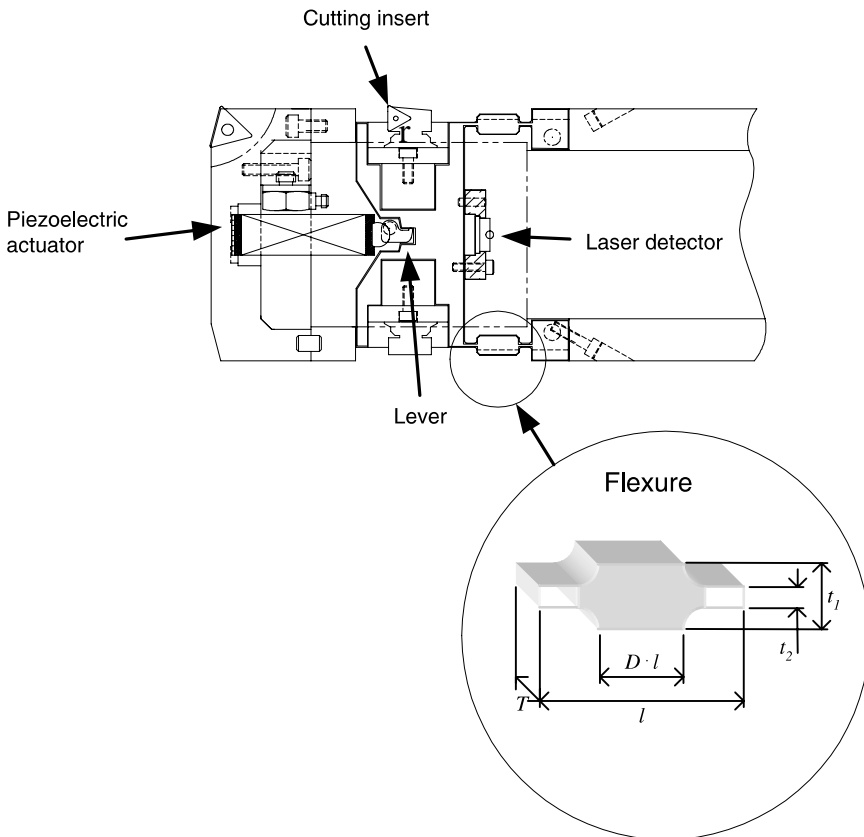 Cutting insert
Piezoelectric
actuator
Laser detector
Lever
Flexure
t1
t2
D · l
T
l